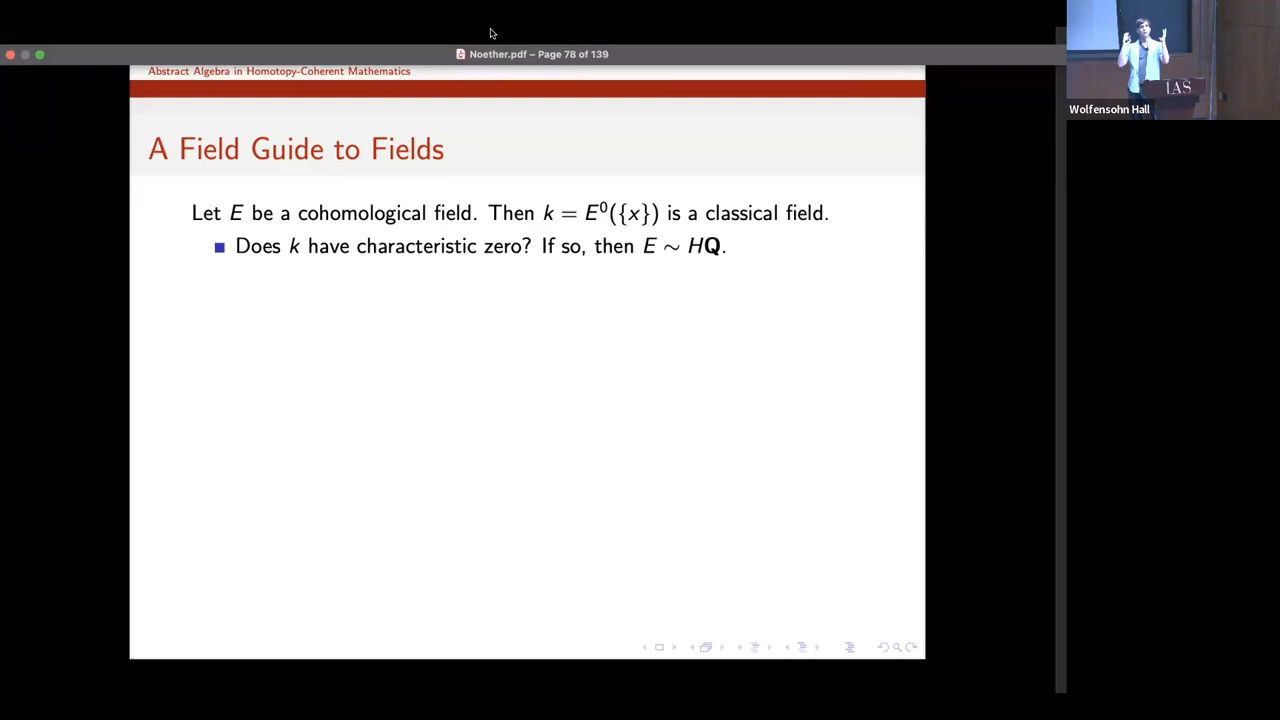 Noether.pdf – Page 78 of 139
Abstract Algebra in Homotopy-Coherent Mathematics
A Field Guide to Fields
Let E be a cohomological field. Then k = E⁰({x}) is a classical field.
Does k have characteristic zero? If so, then E ∼ HQ.
IAS
Wolfensohn Hall